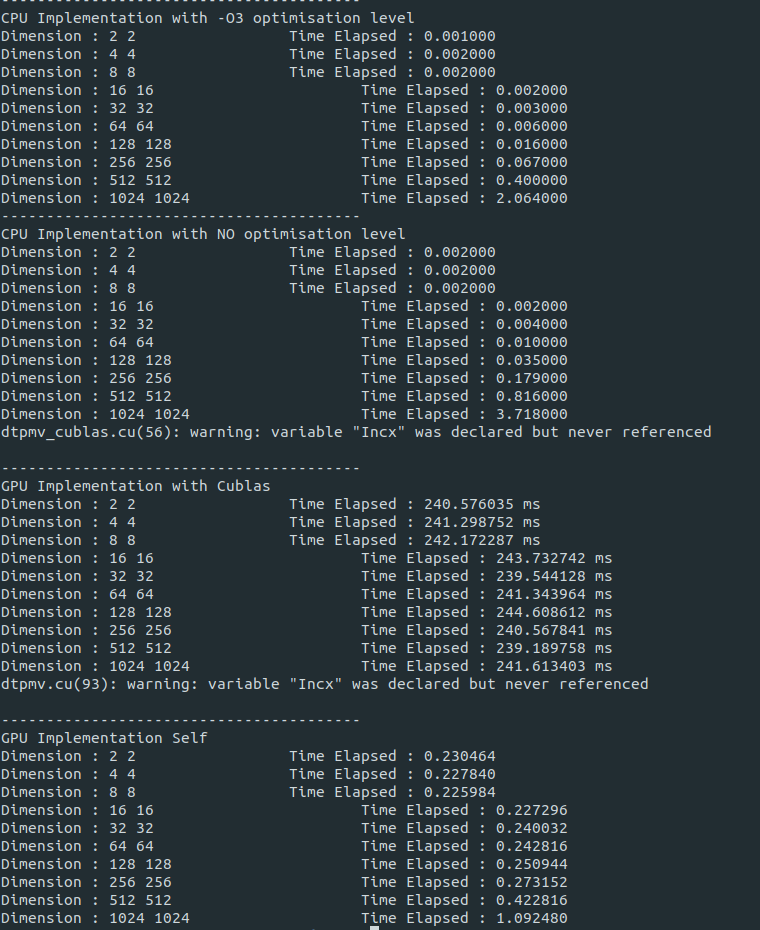 ----------------------------------------
CPU Implementation with -O3 optimisation level
Dimension : 2 2 Time Elapsed : 0.001000
Dimension : 4 4 Time Elapsed : 0.002000
Dimension : 8 8 Time Elapsed : 0.002000
Dimension : 16 16 Time Elapsed : 0.002000
Dimension : 32 32 Time Elapsed : 0.003000
Dimension : 64 64 Time Elapsed : 0.006000
Dimension : 128 128 Time Elapsed : 0.016000
Dimension : 256 256 Time Elapsed : 0.067000
Dimension : 512 512 Time Elapsed : 0.400000
Dimension : 1024 1024 Time Elapsed : 2.064000
----------------------------------------
CPU Implementation with NO optimisation level
Dimension : 2 2 Time Elapsed : 0.002000
Dimension : 4 4 Time Elapsed : 0.002000
Dimension : 8 8 Time Elapsed : 0.002000
Dimension : 16 16 Time Elapsed : 0.002000
Dimension : 32 32 Time Elapsed : 0.004000
Dimension : 64 64 Time Elapsed : 0.010000
Dimension : 128 128 Time Elapsed : 0.035000
Dimension : 256 256 Time Elapsed : 0.179000
Dimension : 512 512 Time Elapsed : 0.816000
Dimension : 1024 1024 Time Elapsed : 3.718000
dtpmv_cublas.cu(56): warning: variable "Incx" was declared but never referenced
----------------------------------------
GPU Implementation with Cublas
Dimension : 2 2 Time Elapsed : 240.576035 ms
Dimension : 4 4 Time Elapsed : 241.298752 ms
Dimension : 8 8 Time Elapsed : 242.172287 ms
Dimension : 16 16 Time Elapsed : 243.732742 ms
Dimension : 32 32 Time Elapsed : 239.544128 ms
Dimension : 64 64 Time Elapsed : 241.343964 ms
Dimension : 128 128 Time Elapsed : 244.608612 ms
Dimension : 256 256 Time Elapsed : 240.567841 ms
Dimension : 512 512 Time Elapsed : 239.189758 ms
Dimension : 1024 1024 Time Elapsed : 241.613403 ms
dtpmv.cu(93): warning: variable "Incx" was declared but never referenced
----------------------------------------
GPU Implementation Self
Dimension : 2 2 Time Elapsed : 0.230464
Dimension : 4 4 Time Elapsed : 0.227840
Dimension : 8 8 Time Elapsed : 0.225984
Dimension : 16 16 Time Elapsed : 0.227296
Dimension : 32 32 Time Elapsed : 0.240032
Dimension : 64 64 Time Elapsed : 0.242816
Dimension : 128 128 Time Elapsed : 0.250944
Dimension : 256 256 Time Elapsed : 0.273152
Dimension : 512 512 Time Elapsed : 0.422816
Dimension : 1024 1024 Time Elapsed : 1.092480